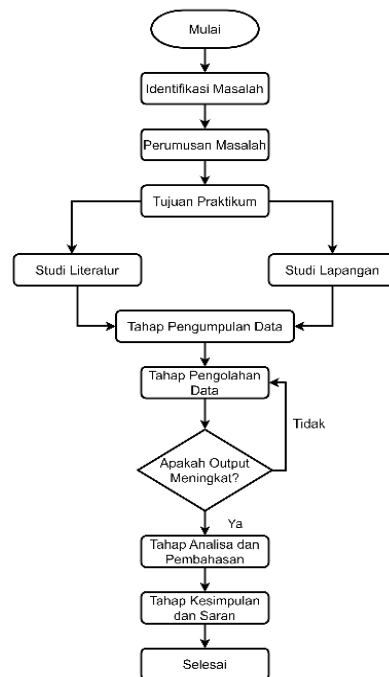 Mulai
Identifikasi Masalah
Perumusan Masalah
Tujuan Praktikum
Studi Literatur
Studi Lapangan
Tahap Pengumpulan Data
Tahap Pengolahan
Data
Tidak
Apakah Output
Meningkat?
Ya
Tahap Analisa dan
Pembahasan
Tahap Kesimpulan
dan Saran
Selesai